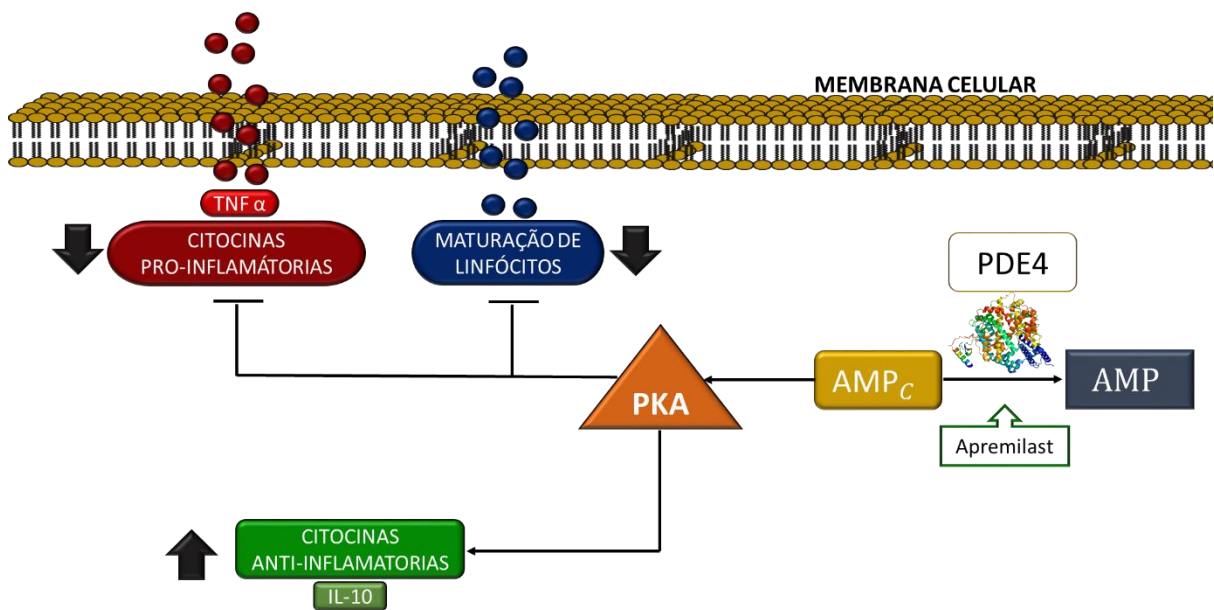 MEMBRANA CELULAR
TNF α
CITOCINAS
PRO-INFLAMÁTORIAS
MATURAÇÃO DE
LINFÓCITOS
PDE4
PKA
AMPC
AMP
Apremilast
CITOCINAS
ANTI-INFLAMATORIAS
IL-10